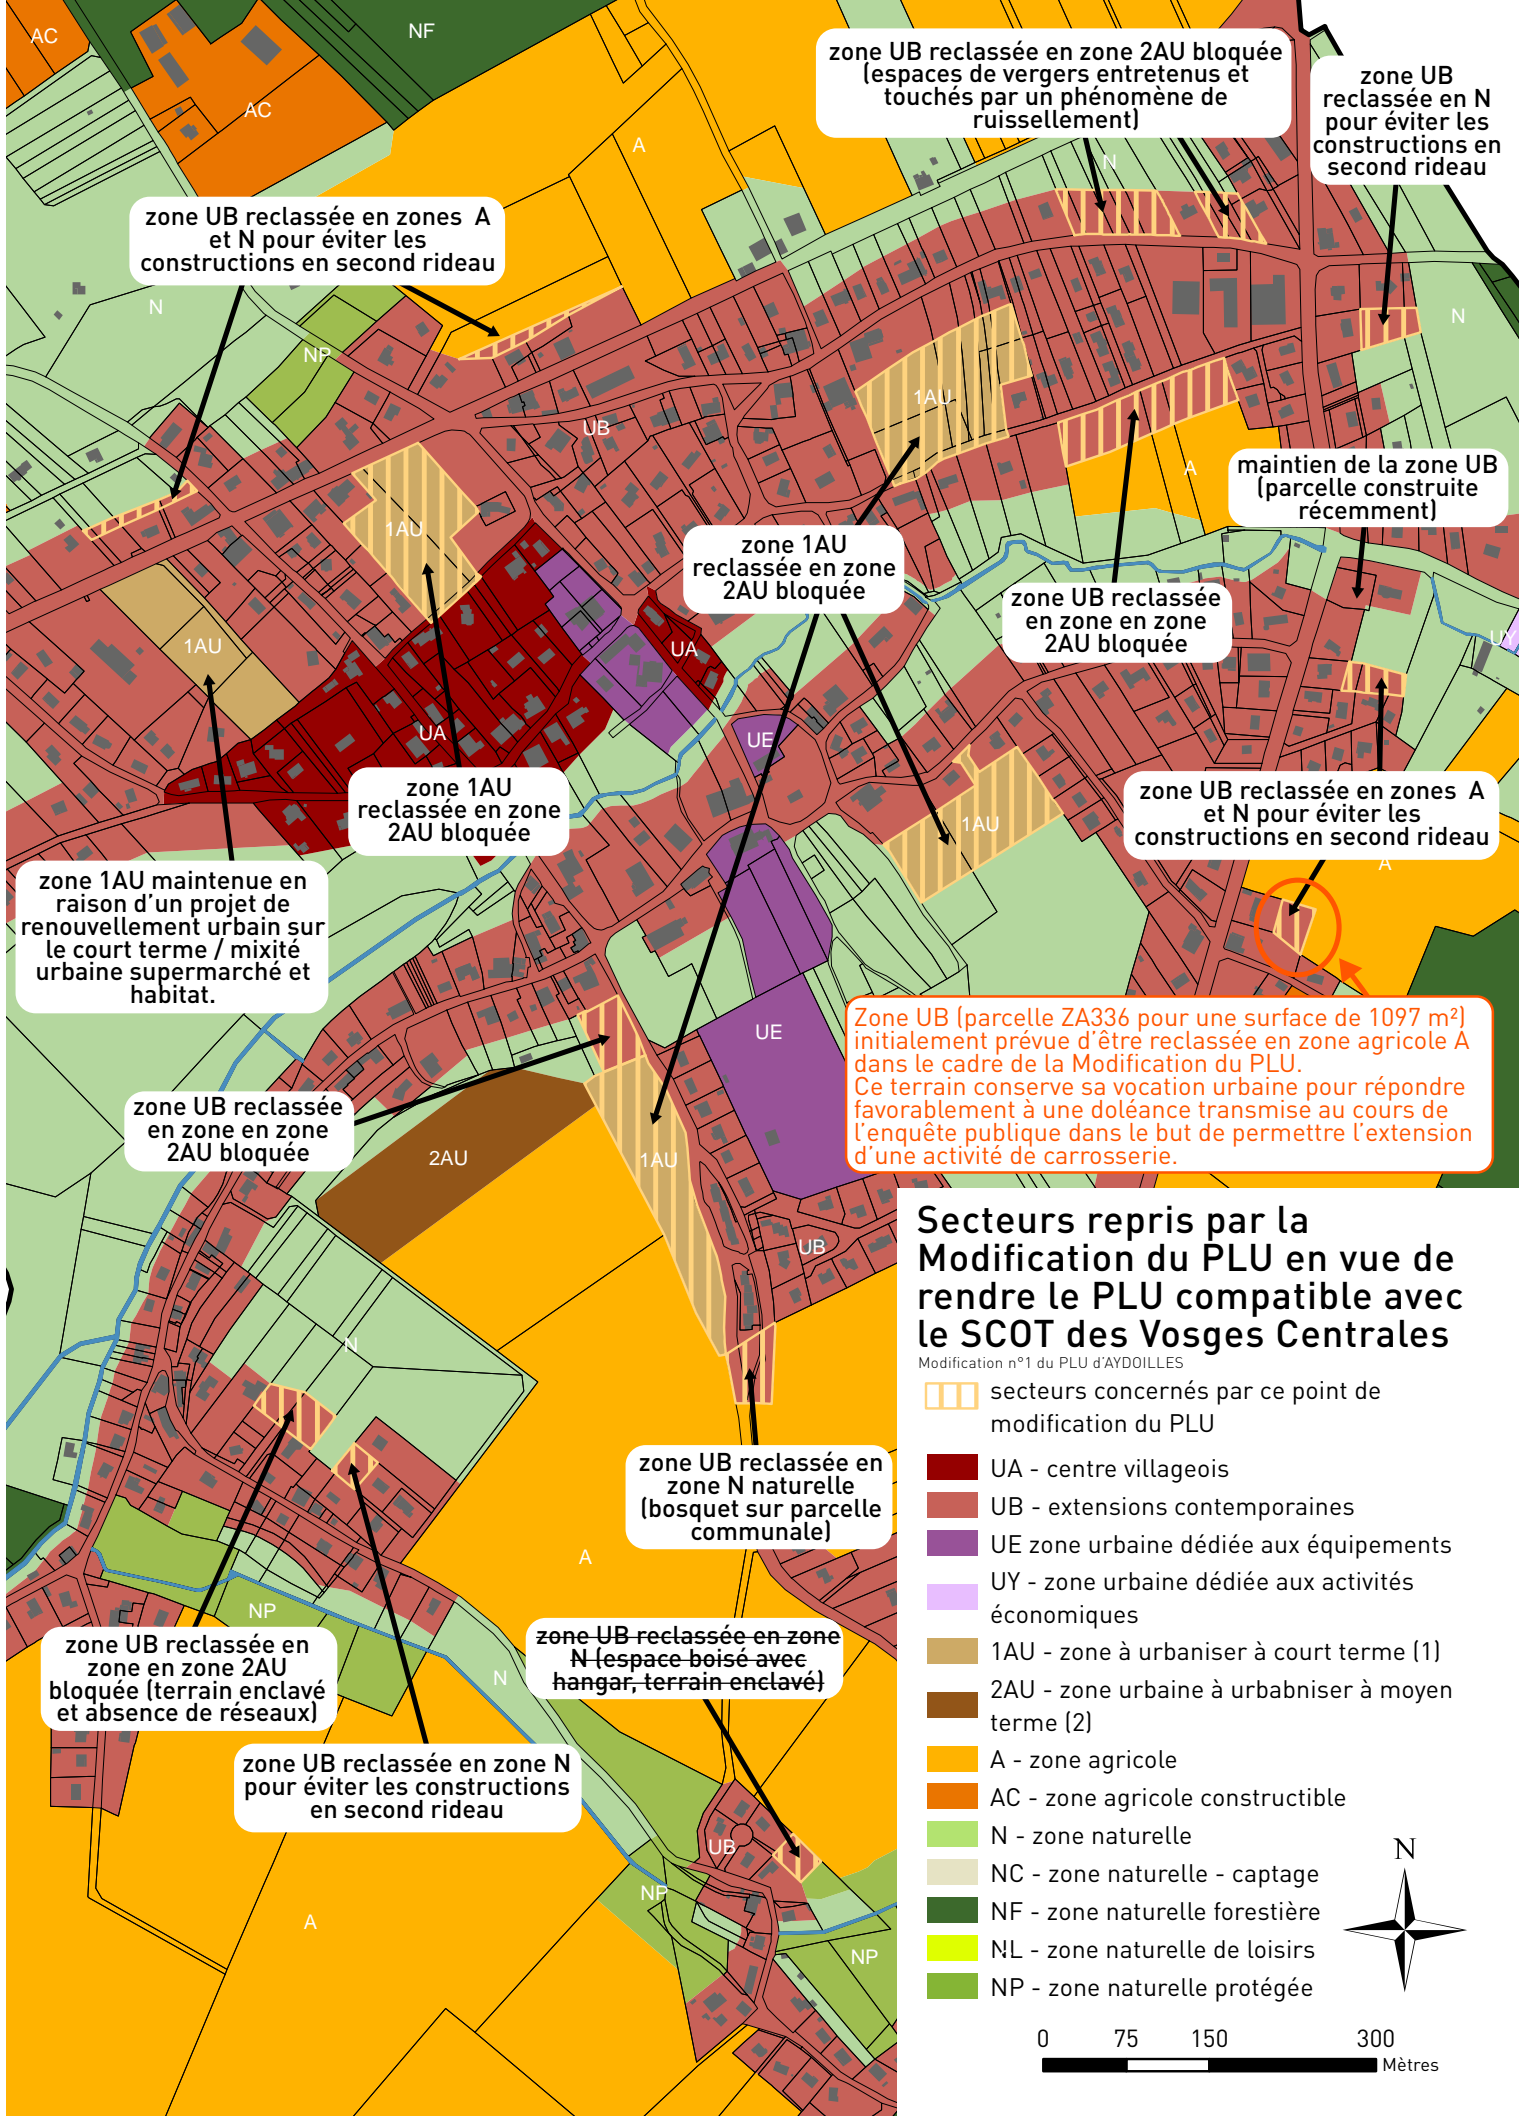 AC
NF
AC
A
N
zone UB reclassée en zone 2AU bloquée
(espaces de vergers entretenus et
touchés par un phénomène de
ruissellement)
zone UB
reclassée en N
pour éviter les
constructions en
second rideau
zone UB reclassée en zones  A
et N pour éviter les
constructions en second rideau
N
NP
N
UB
1AU
1AU
A
maintien de la zone UB
(parcelle construite
récemment)
zone 1AU
reclassée en zone
2AU bloquée
zone UB reclassée
en zone en zone
2AU bloquée
UY
1AU
UA
UA
UE
zone 1AU
reclassée en zone
2AU bloquée
1AU
zone UB reclassée en zones  A
et N pour éviter les
constructions en second rideau
A
zone 1AU maintenue en
raison d'un projet de
renouvellement urbain sur
le court terme / mixité
urbaine supermarché et
habitat.
UE
Zone UB (parcelle ZA336 pour une surface de 1097 m²)
initialement prévue d'être reclassée en zone agricole A
dans le cadre de la Modification du PLU.
Ce terrain conserve sa vocation urbaine pour répondre
favorablement à une doléance transmise au cours de
l'enquête publique dans le but de permettre l'extension
d'une activité de carrosserie.
zone UB reclassée
en zone en zone
2AU bloquée
2AU
1AU
UB
N
zone UB reclassée en
zone N naturelle
(bosquet sur parcelle
communale)
A
NP
zone UB reclassée en
zone en zone 2AU
bloquée (terrain enclavé
et absence de réseaux)
zone UB reclassée en zone
N (espace boisé avec
hangar, terrain enclavé)
N
zone UB reclassée en zone N
pour éviter les constructions
en second rideau
UB
NP
A
NP
Secteurs repris par la
Modification du PLU en vue de
rendre le PLU compatible avec
le SCOT des Vosges Centrales
Modification n°1 du PLU d'AYDOILLES
secteurs concernés par ce point de
modification du PLU
UA - centre villageois
UB - extensions contemporaines
UE zone urbaine dédiée aux équipements
UY - zone urbaine dédiée aux activités
économiques
1AU - zone à urbaniser à court terme (1)
2AU - zone urbaine à urbabniser à moyen
terme (2)
A - zone agricole
AC - zone agricole constructible
N - zone naturelle
NC - zone naturelle - captage
NF - zone naturelle forestière
NL - zone naturelle de loisirs
NP - zone naturelle protégée
N
0 75 150 300
Mètres